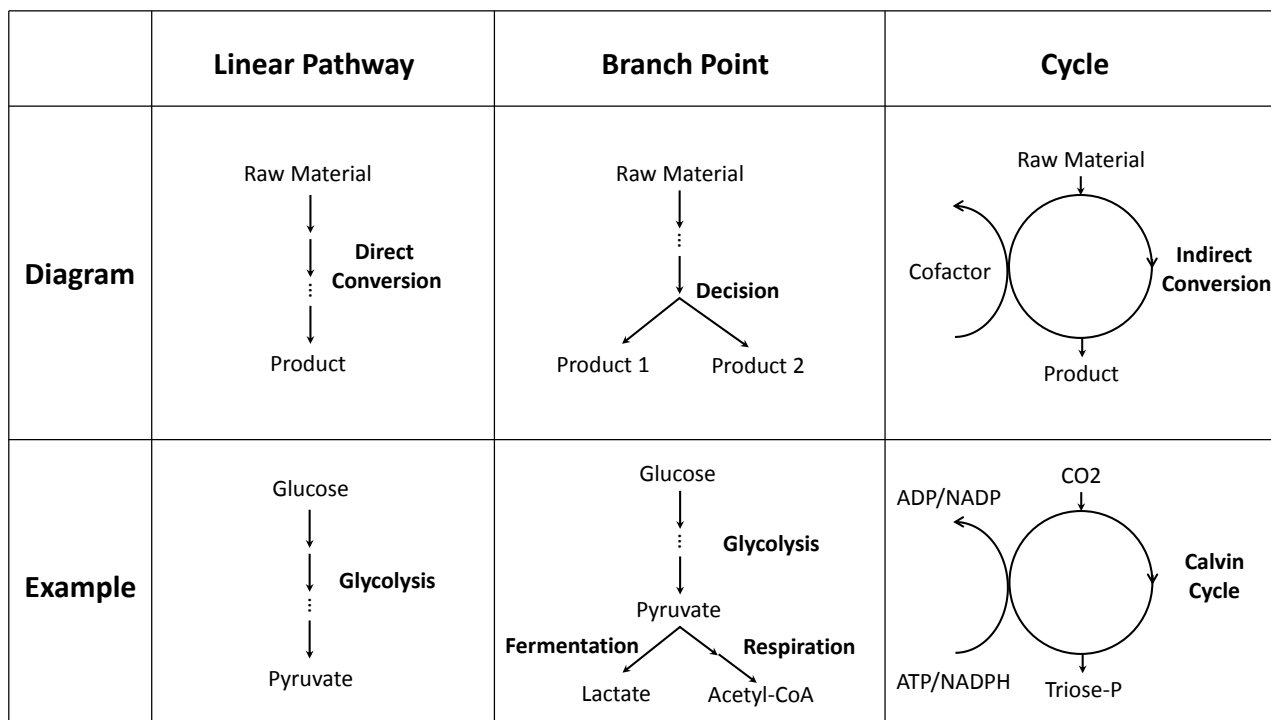 Linear Pathway
Branch Point
Cycle
Diagram
Raw Material
Direct
Conversion
Product
Raw Material
Decision
Product 1
Product 2
Raw Material
Cofactor
Indirect
Conversion
Product
Example
Glucose
Glycolysis
Pyruvate
Glucose
Glycolysis
Pyruvate
Fermentation
Respiration
Lactate
Acetyl-CoA
CO2
ADP/NADP
Calvin
Cycle
ATP/NADPH
Triose-P